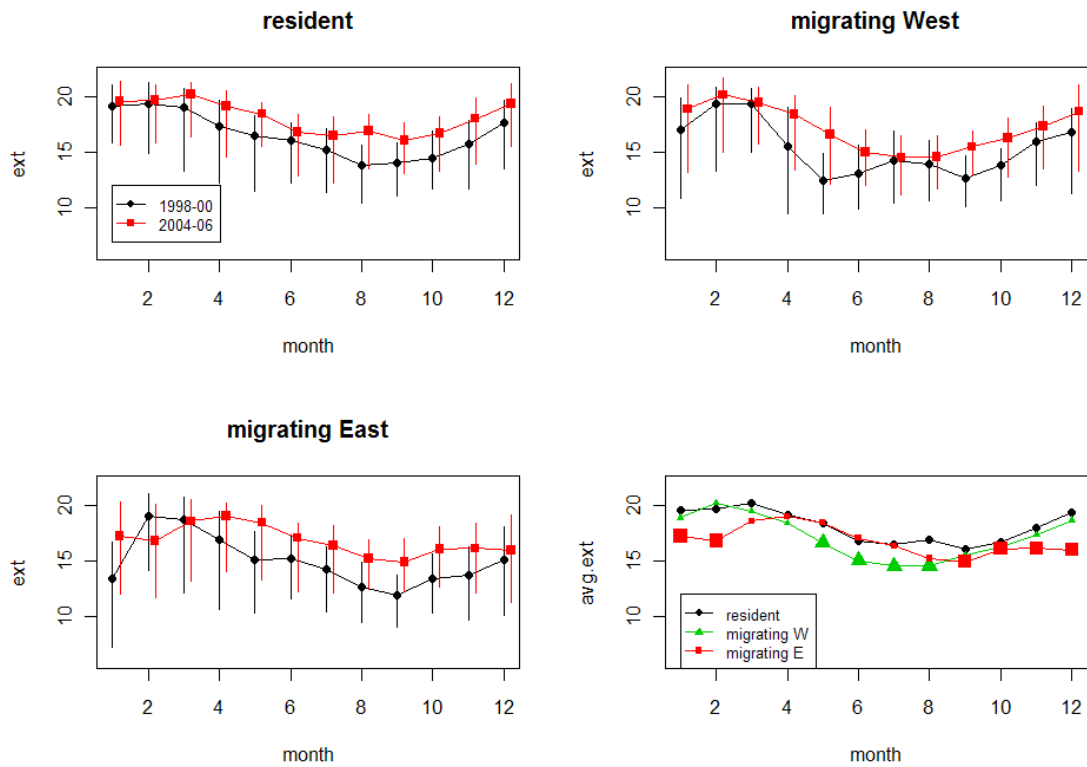 resident
ext
20
15
10
1998-00
2004-06
2 4 6 8 10 12
month
migrating West
ext
20
15
10
2 4 6 8 10 12
month
migrating East
ext
20
15
10
2 4 6 8 10 12
month
avg.ext
20
15
10
resident
migrating W
migrating E
2 4 6 8 10 12
month